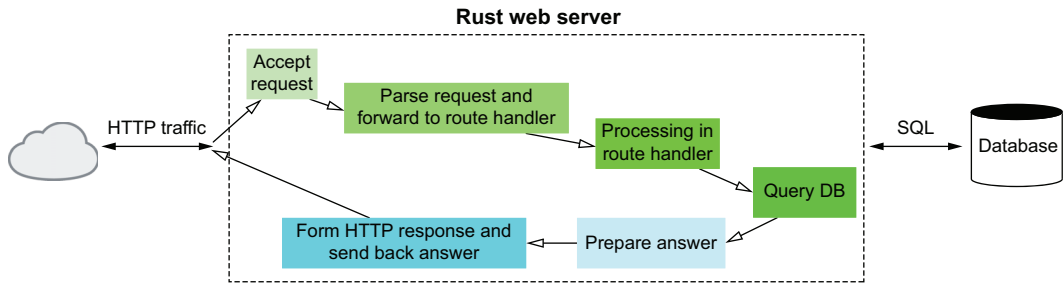 Rust web server
Accept
request
Parse request and
forward to route handler
HTTP traffic
Processing in
route handler
SQL
Database
Query DB
Form HTTP response and
send back answer
Prepare answer